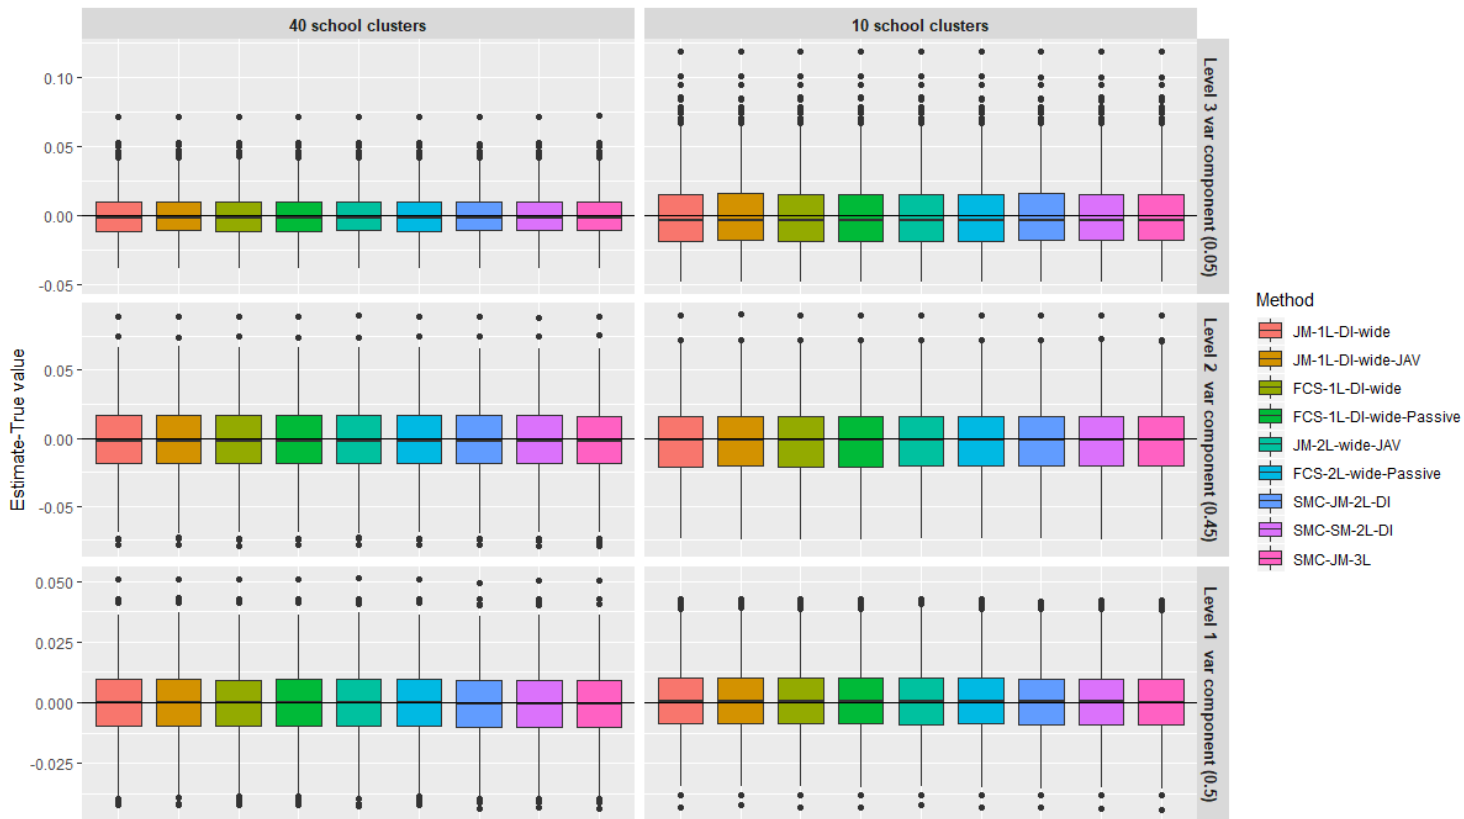 40 school clusters
10 school clusters
Estimate-True value
0.10
0.05
0.00
-0.05
Level 3 var component (0.05)
0.05
0.00
-0.05
Level 2 var component (0.45)
0.050
0.025
0.000
-0.025
Level 1 var component (0.5)
Method
JM-1L-DI-wide
JM-1L-DI-wide-JAV
FCS-1L-DI-wide
FCS-1L-DI-wide-Passive
JM-2L-wide-JAV
FCS-2L-wide-Passive
SMC-JM-2L-DI
SMC-SM-2L-DI
SMC-JM-3L